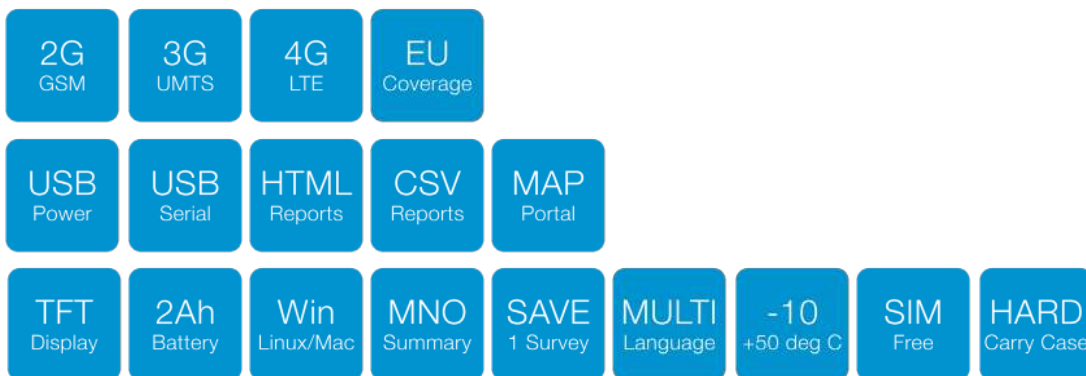 2G
GSM
3G
UMTS
4G
LTE
EU
Coverage
USB
Power
USB
Serial
HTML
Reports
CSV
Reports
MAP
Portal
TFT
Display
2Ah
Battery
Win
Linux/Mac
MNO
Summary
SAVE
1 Survey
MULTI
Language
-10
+50 deg C
SIM
Free
HARD
Carry Case